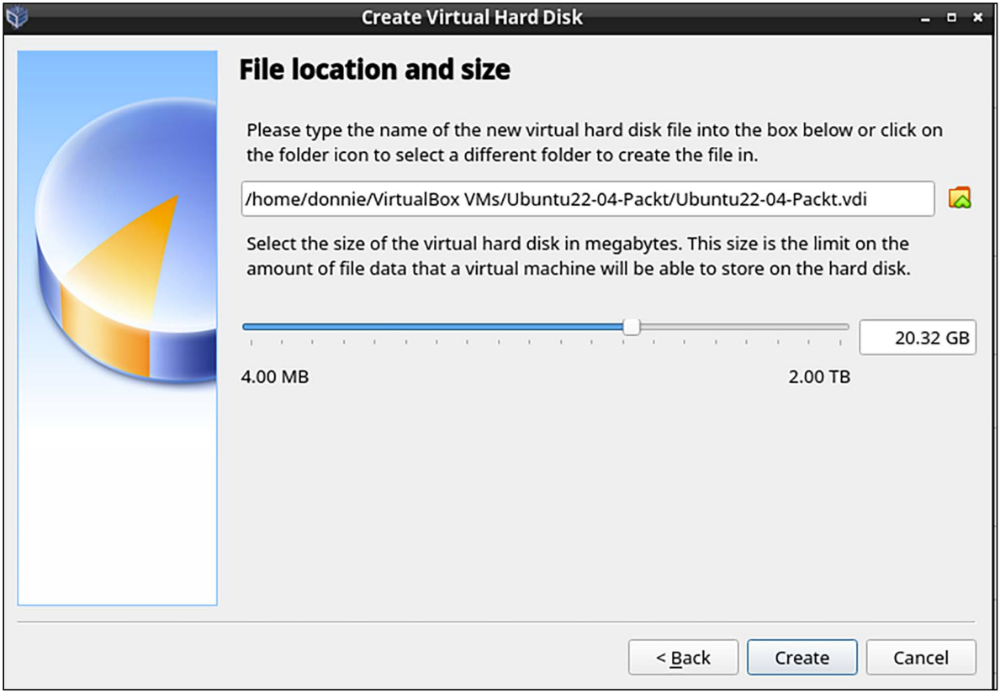 Create Virtual Hard Disk
File location and size
Please type the name of the new virtual hard disk file into the box below or click on
the folder icon to select a different folder to create the file in.
/home/donnie/VirtualBox VMs/Ubuntu22-04-Packt/Ubuntu22-04-Packt.vdi
Select the size of the virtual hard disk in megabytes. This size is the limit on the
amount of file data that a virtual machine will be able to store on the hard disk.
20.32 GB
4.00 MB 2.00 TB
< Back Create Cancel